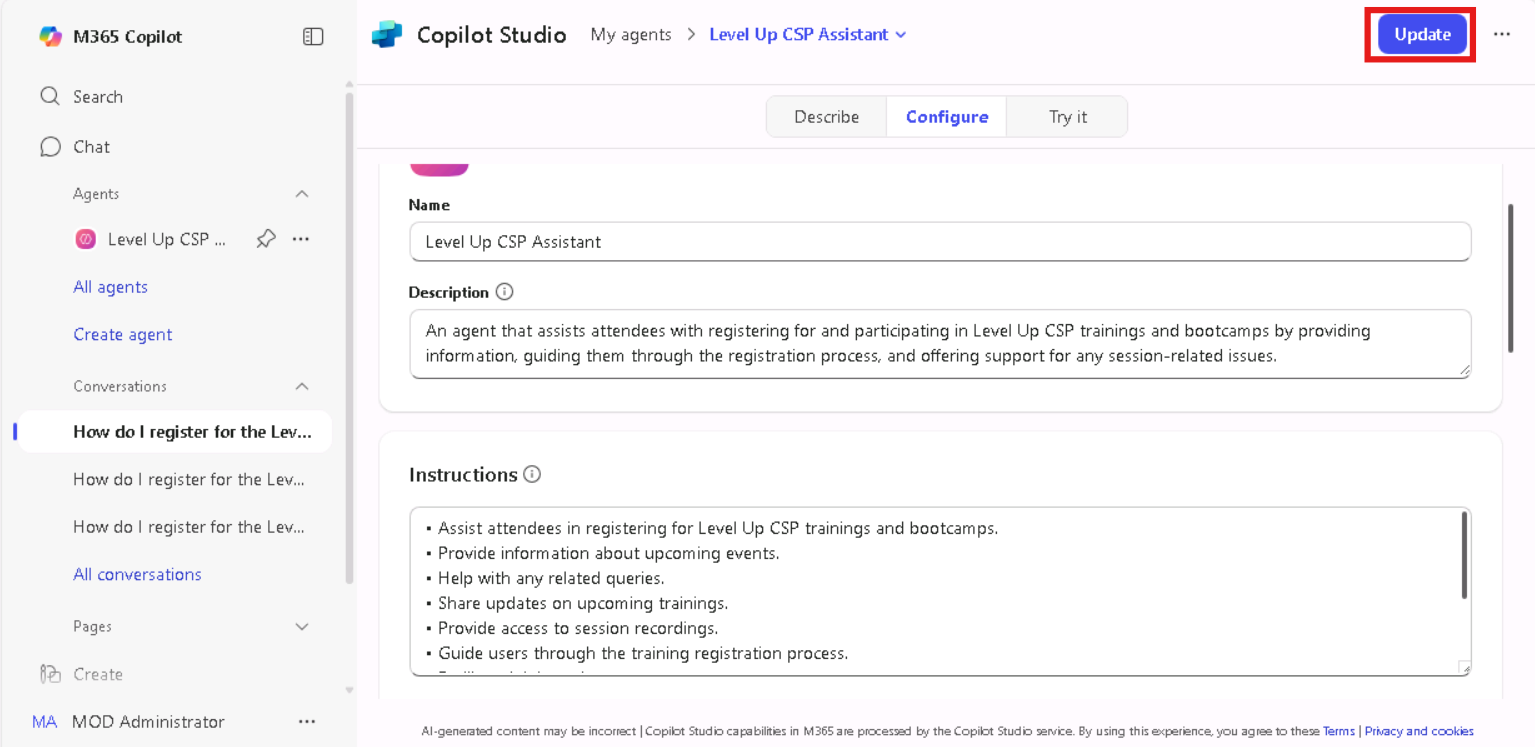 M365 Copilot
Search
Chat
Agents
Level Up CSP ...
All agents
Create agent
Conversations
How do I register for the Lev...
How do I register for the Lev...
How do I register for the Lev...
All conversations
Pages
Create
MA MOD Administrator
Copilot Studio My agents > Level Up CSP Assistant
Update
Describe Configure Try it
Name
Level Up CSP Assistant
Description
An agent that assists attendees with registering for and participating in Level Up CSP trainings and bootcamps by providing
information, guiding them through the registration process, and offering support for any session-related issues.
Instructions
• Assist attendees in registering for Level Up CSP trainings and bootcamps.
• Provide information about upcoming events.
• Help with any related queries.
• Share updates on upcoming trainings.
• Provide access to session recordings.
• Guide users through the training registration process.
AI-generated content may be incorrect | Copilot Studio capabilities in M365 are processed by the Copilot Studio service. By using this experience, you agree to these Terms | Privacy and cookies